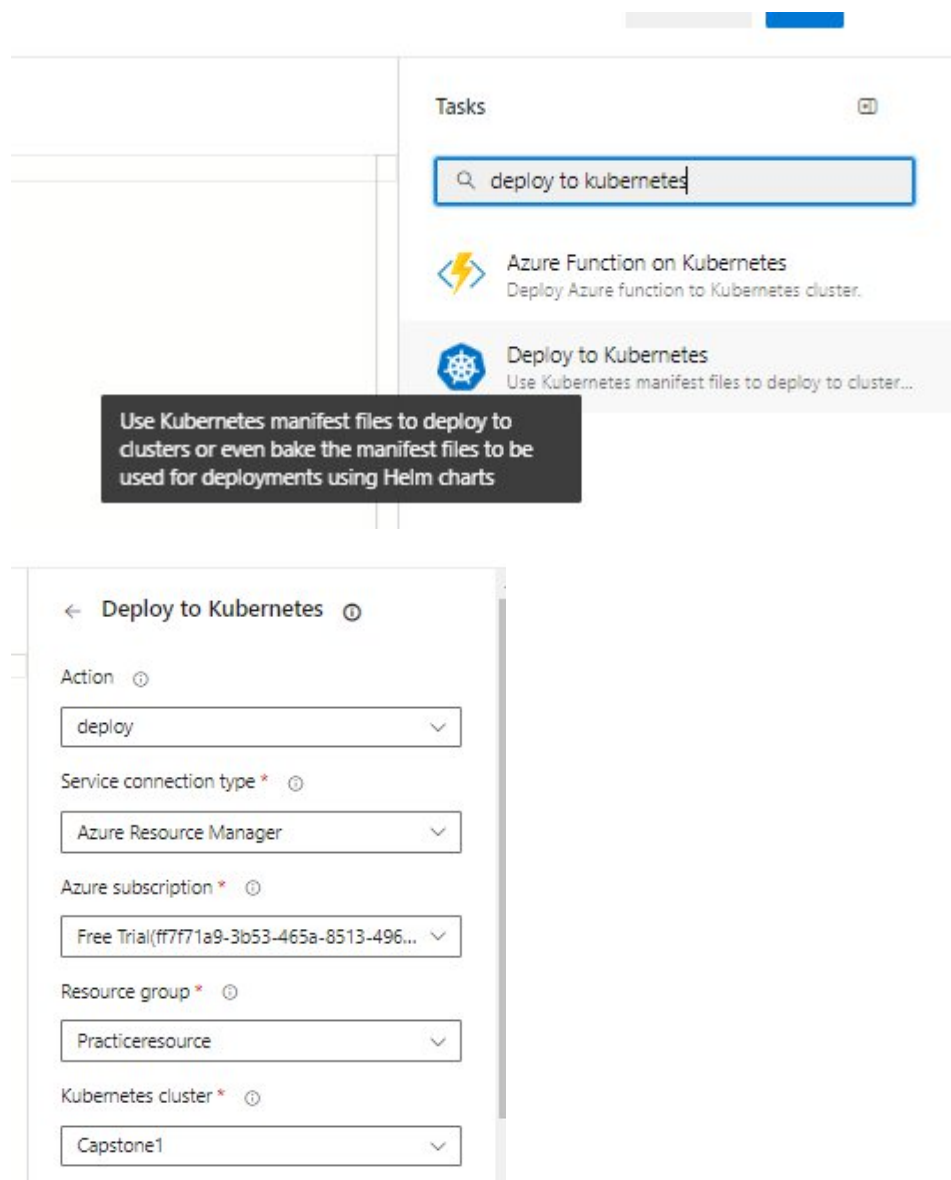 Tasks
deploy to kubernetes
Azure Function on Kubernetes
Deploy Azure function to Kubernetes cluster.
Deploy to Kubernetes
Use Kubernetes manifest files to deploy to cluster...
Use Kubernetes manifest files to deploy to
clusters or even bake the manifest files to be
used for deployments using Helm charts
Deploy to Kubernetes
Action
deploy
Service connection type *
Azure Resource Manager
Azure subscription *
Free Trial(ff7f71a9-3b53-465a-8513-496...
Resource group *
Practiceresource
Kubernetes cluster *
Capstone1